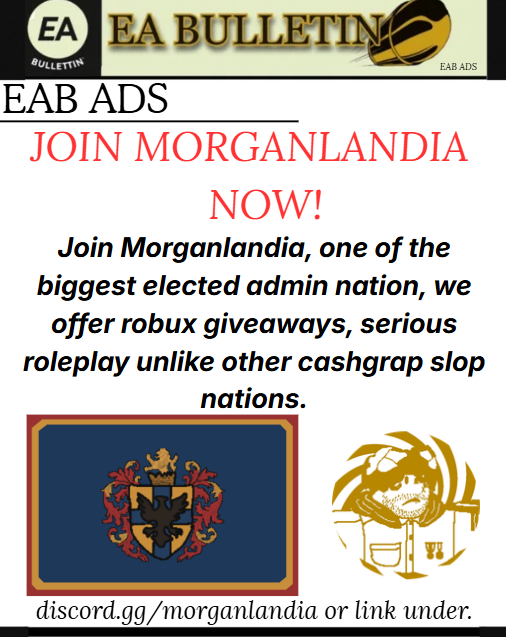 EA
BULLETTIN
EA BULLETIN
EAB ADS
EAB ADS
JOIN MORGANLANDIA
NOW!
Join Morganlandia, one of the
biggest elected admin nation, we
offer robux giveaways, serious
roleplay unlike other cashgrap slop
nations.
discord.gg/morganlandia or link under.